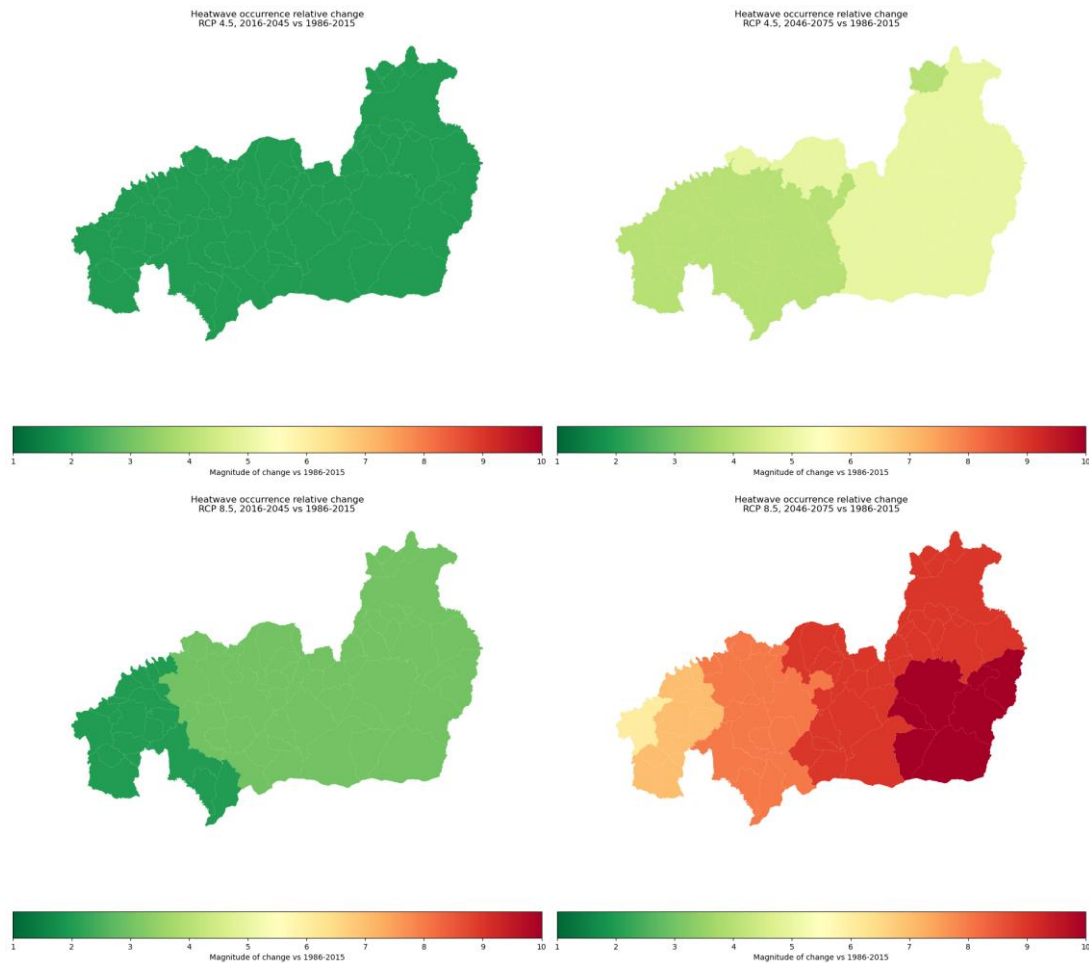 Heatwave occurrence relative change
RCP 4.5, 2016-2045 vs 1986-2015
Heatwave occurrence relative change
RCP 4.5, 2046-2075 vs 1986-2015
1 2 3 4 5 6 7 8 9 10
Magnitude of change vs 1986-2015
1 2 3 4 5 6 7 8 9 10
Magnitude of change vs 1986-2015
Heatwave occurrence relative change
RCP 8.5, 2016-2045 vs 1986-2015
Heatwave occurrence relative change
RCP 8.5, 2046-2075 vs 1986-2015
1 2 3 4 5 6 7 8 9 10
Magnitude of change vs 1986-2015
1 2 3 4 5 6 7 8 9 10
Magnitude of change vs 1986-2015